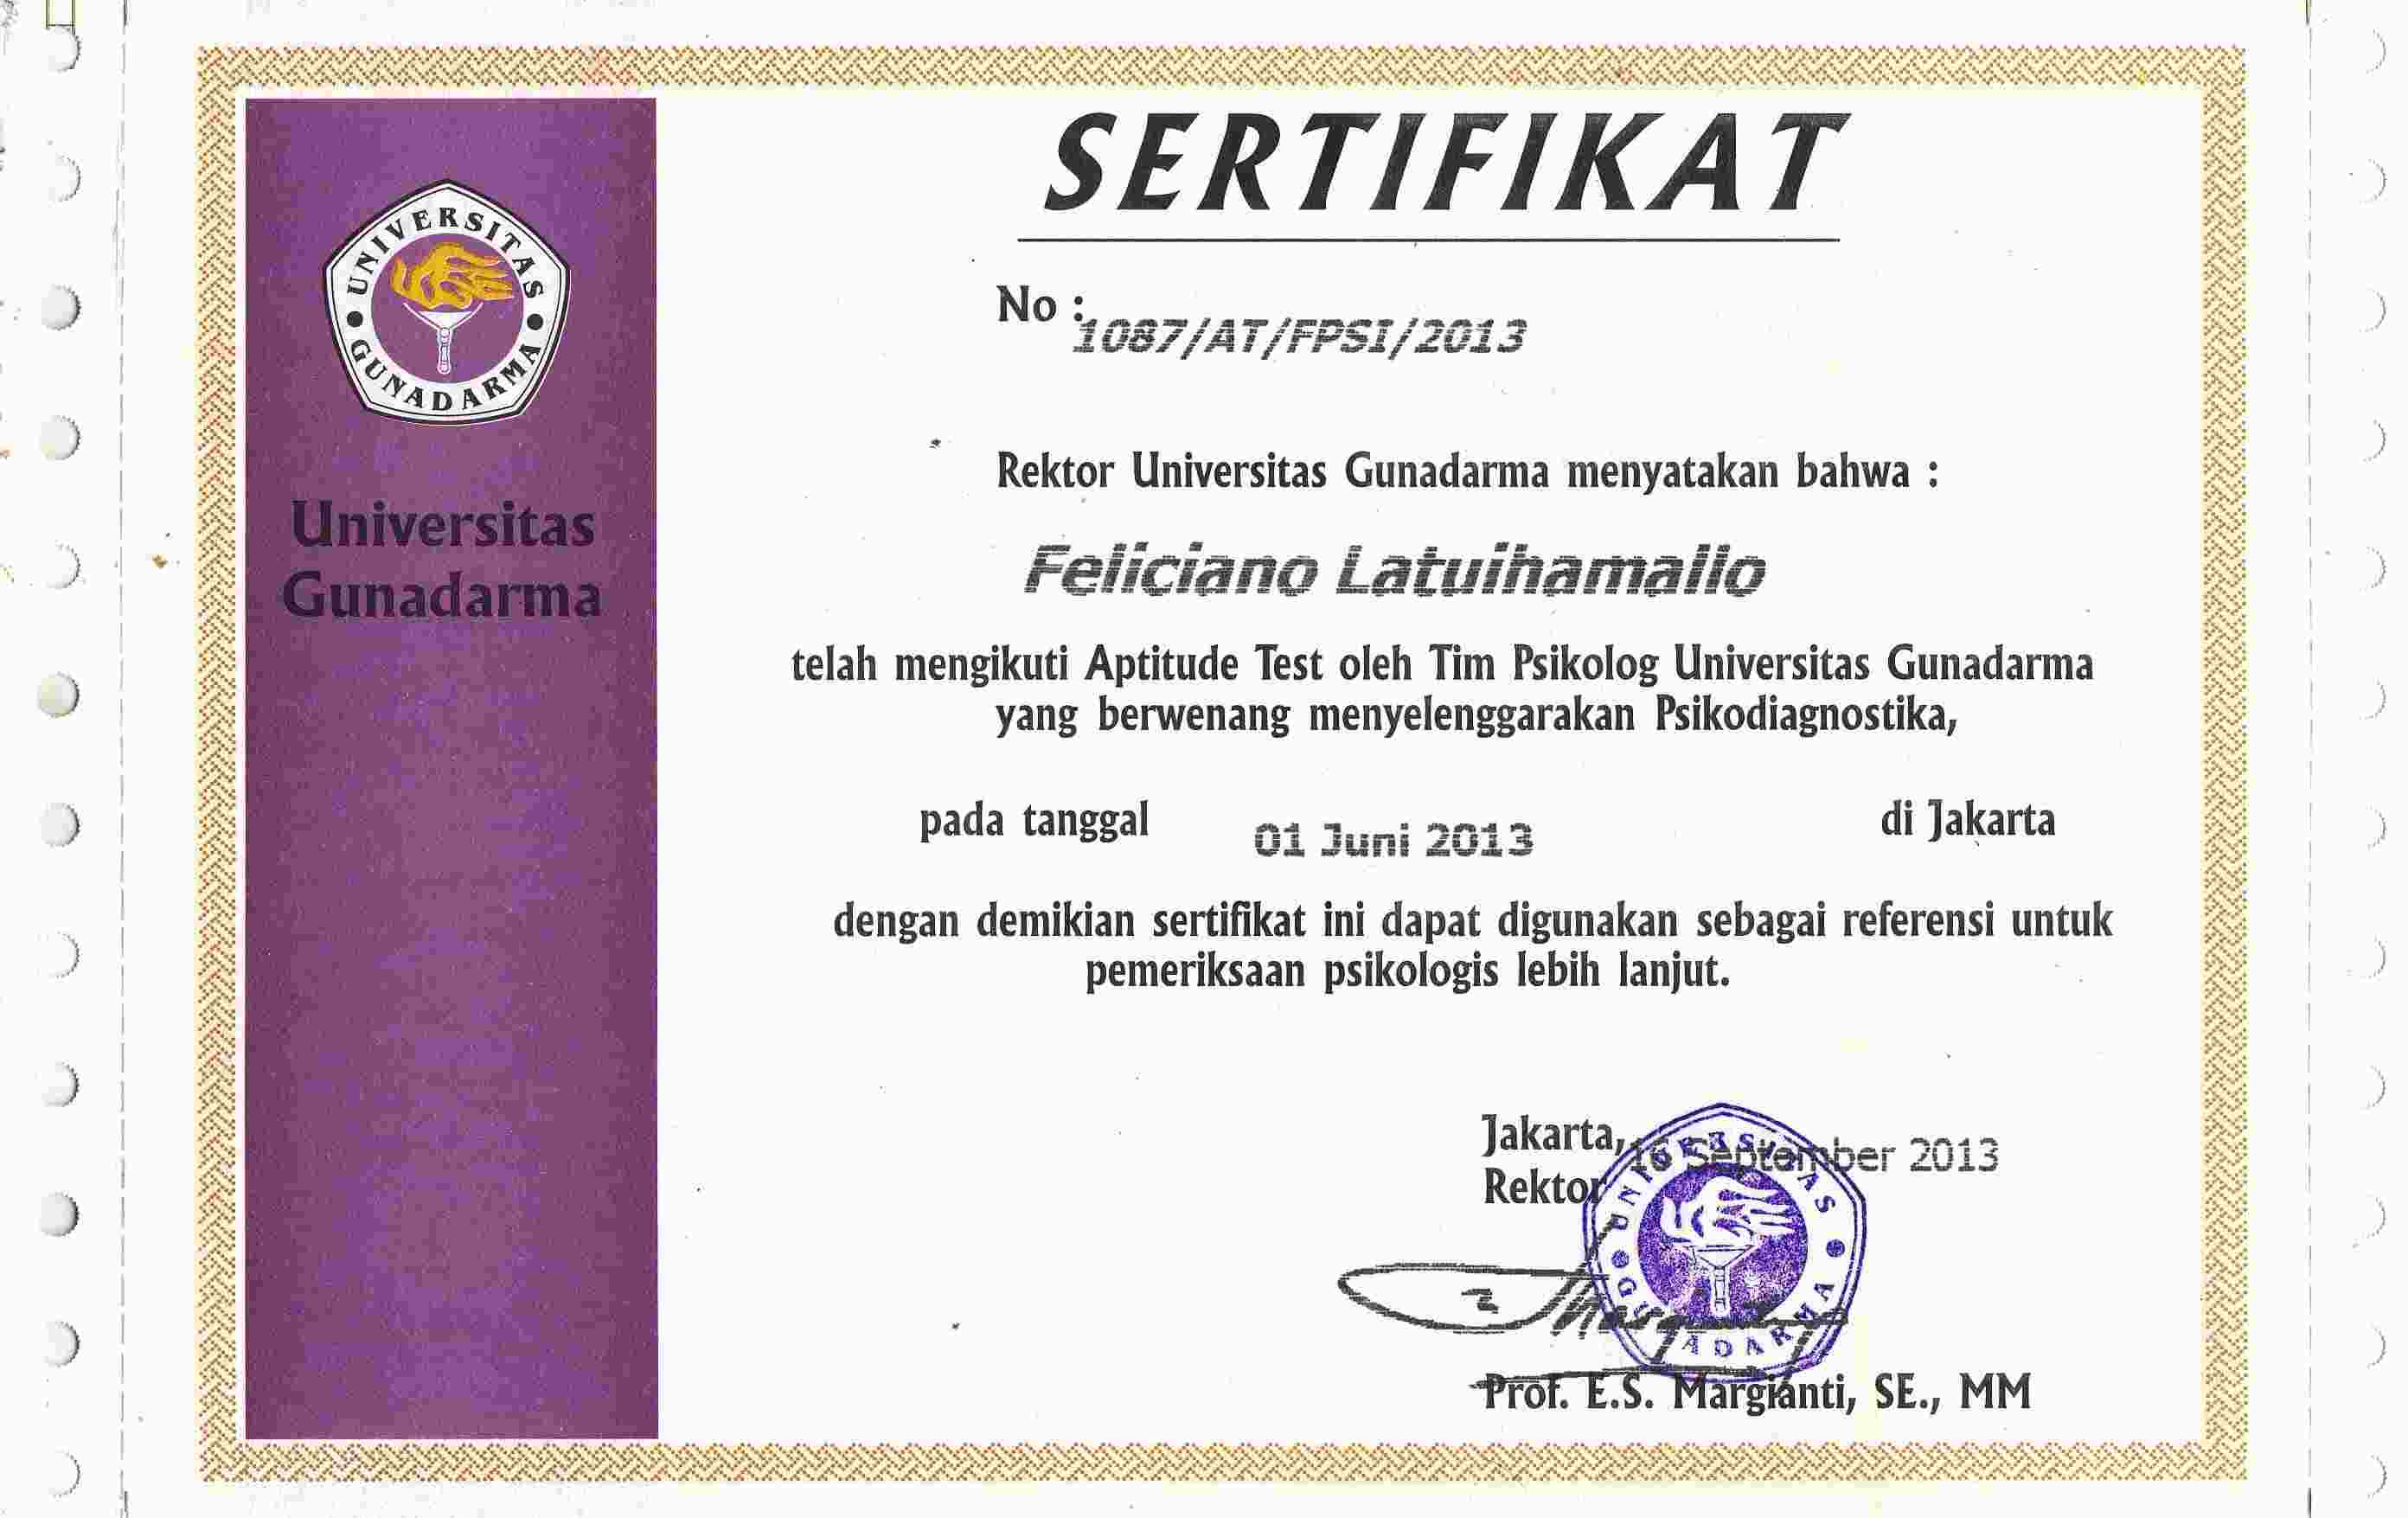 UNIVERSITAS
GUNADARMA
Universitas
Gunadarma
SERTIFIKAT
No :
1087/AT/FPSI/2013
Rektor Universitas Gunadarma menyatakan bahwa :
Feliciano Latuihamallo
telah mengikuti Aptitude Test oleh Tim Psikolog Universitas Gunadarma
yang berwenang menyelenggarakan Psikodiagnostika,
pada tanggal 01 Juni 2013 di Jakarta
dengan demikian sertifikat ini dapat digunakan sebagai referensi untuk
pemeriksaan psikologis lebih lanjut.
Jakarta, 16 September 2013
Rektor
UNIVERSITAS
GUNADARMA
Prof. E.S. Margianti, SE., MM